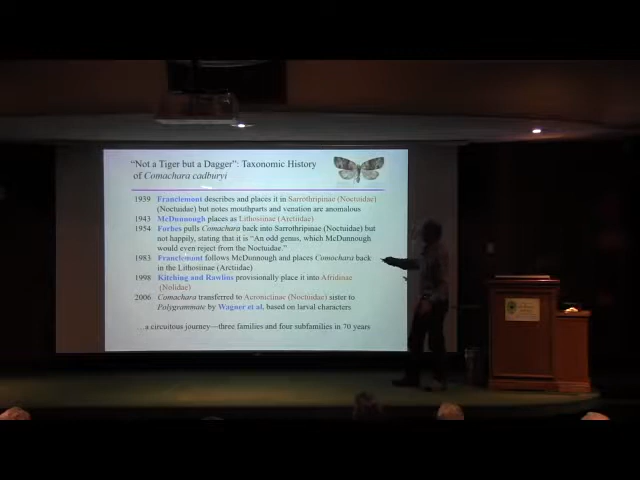 "Not a Tiger but a Dagger": Taxonomic History
of Comachara cadburyi
1939 Franclemont describes and places it in Sarrothripinae (Noctuidae)
(Noctuidae) but notes mouthparts and venation are anomalous
1943 McDunnough places as Lithosiinae (Arctiidae)
1954 Forbes pulls Comachara back into Sarrothripinae (Noctuidae) but
not happily, stating that it is "An odd genus, which McDunnough
would even reject from the Noctuidae."
1983 Franclemont follows McDunnough and places Comachara back
in the Lithosiinae (Arctiidae)
1998 Kitching and Rawlins provisionally place it into Afridinae
(Nolidae)
2006 Comachara transferred to Acronictinae (Noctuidae) sister to
Polygrammate by Wagner et al. based on larval characters
…a circuitous journey—three families and four subfamilies in 70 years